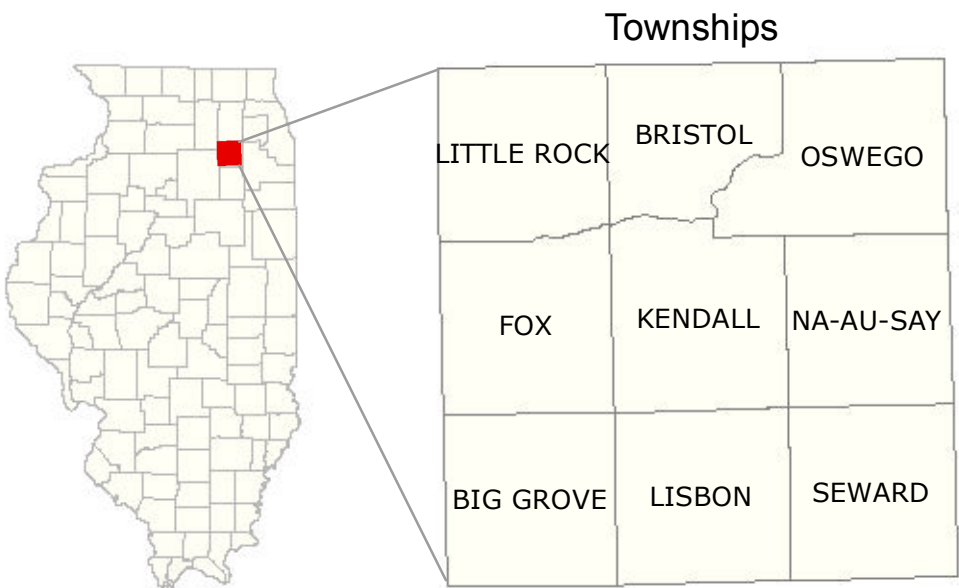 Townships
LITTLE ROCK
BRISTOL
OSWEGO
FOX
KENDALL
NA-AU-SAY
BIG GROVE
LISBON
SEWARD